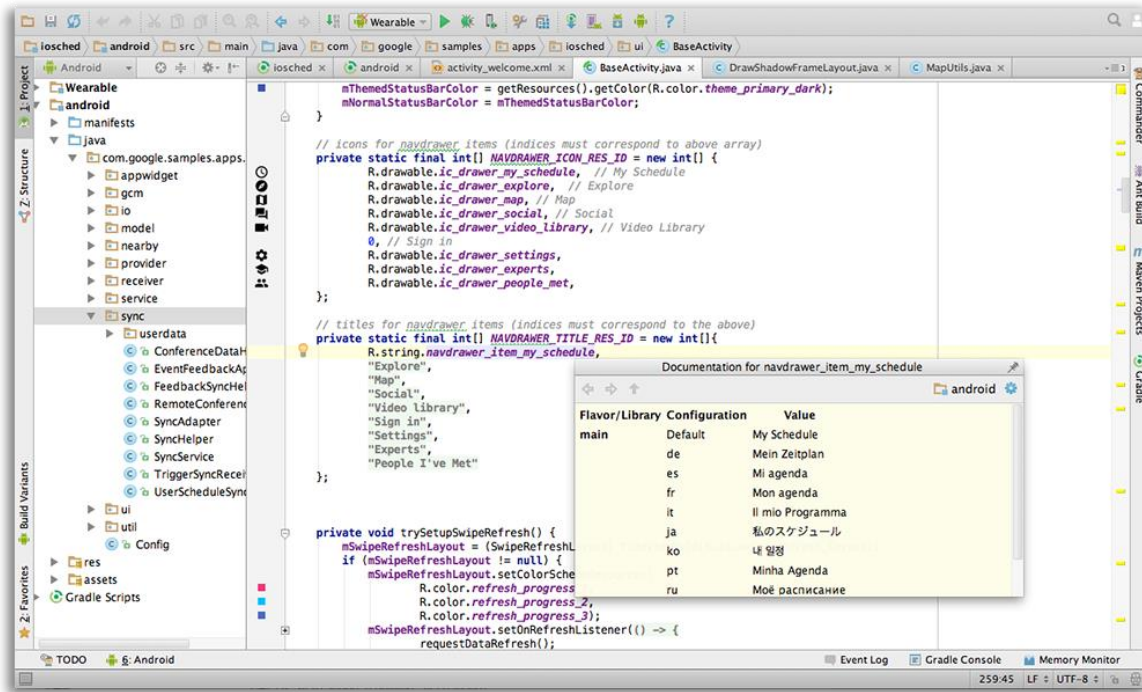 Wearable
iosched android src main java com google samples apps iosched ui BaseActivity
Android
iosched android activity_welcome.xml BaseActivity.java DrawShadowFrameLayout.java MapUtils.java
1: Project
Z: Structure
Build Variants
2: Favorites
Wearable
android
manifests
java
com.google.samples.apps.
appwidget
gcm
io
model
nearby
provider
receiver
service
sync
userdata
ConferenceDataH
EventFeedbackAp
FeedbackSyncHel
RemoteConferenc
SyncAdapter
SyncHelper
SyncService
TriggerSyncRecei
UserScheduleSync
ui
util
Config
res
assets
Gradle Scripts
mThemedStatusBarColor = getResources().getColor(R.color.theme_primary_dark);
mNormalStatusBarColor = mThemedStatusBarColor;
}
// icons for navdrawer items (indices must correspond to above array)
private static final int[] NAVDRAWER_ICON_RES_ID = new int[] {
R.drawable.ic_drawer_my_schedule, // My Schedule
R.drawable.ic_drawer_explore, // Explore
R.drawable.ic_drawer_map, // Map
R.drawable.ic_drawer_social, // Social
R.drawable.ic_drawer_video_library, // Video Library
0, // Sign in
R.drawable.ic_drawer_settings,
R.drawable.ic_drawer_experts,
R.drawable.ic_drawer_people_met,
};
// titles for navdrawer items (indices must correspond to the above)
private static final int[] NAVDRAWER_TITLE_RES_ID = new int[]{
R.string.navdrawer_item_my_schedule,
"Explore",
"Map",
"Social",
"Video library",
"Sign in",
"Settings",
"Experts",
"People I've Met"
};
private void trySetupSwipeRefresh() {
mSwipeRefreshLayout = (SwipeRefreshL
if (mSwipeRefreshLayout != null) {
mSwipeRefreshLayout.setColorSche
R.color.refresh_progress_
R.color.refresh_progress_2,
R.color.refresh_progress_3);
mSwipeRefreshLayout.setOnRefreshListener(() -> {
requestDataRefresh();
Documentation for navdrawer_item_my_schedule
android
Flavor/Library Configuration Value
main Default My Schedule
de Mein Zeitplan
es Mi agenda
fr Mon agenda
it Il mio Programma
ja 私のスケジュール
ko 내 일정
pt Minha Agenda
ru Моё расписание
Commander
Ant Build
Maven Projects
Gradle
TODO 6: Android Event Log Gradle Console Memory Monitor
259:45 LF UTF-8